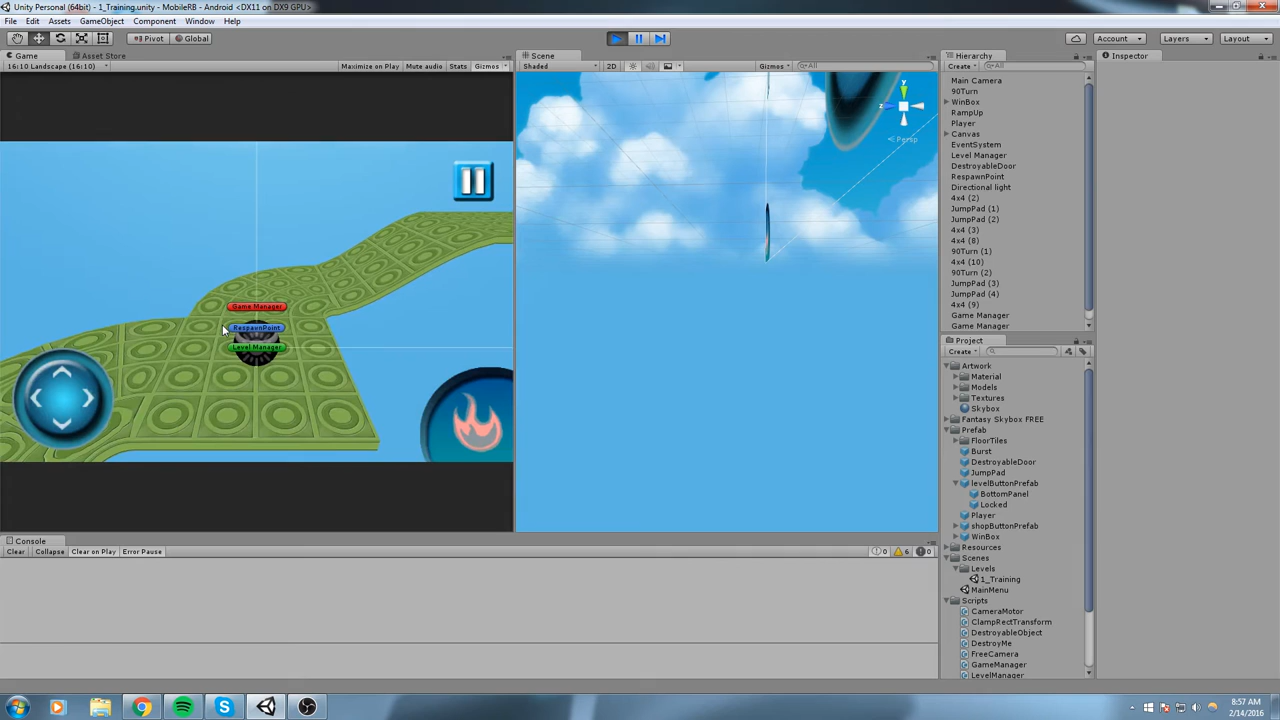 Unity Personal (64bit) - 1_Training.unity - MobileRB - Android <DX11 on DX9 GPU>
File Edit Assets GameObject Component Window Help
Pivot Global Account Layers Layout
Game Asset Store
16:10 Landscape (16:10) Maximize on Play Mute audio Stats Gizmos
Game Manager
RespawnPoint
Level Manager
Scene
Shaded 2D Gizmos All
y
z
Persp
Console
Clear Collapse Clear on Play Error Pause 0 6 0
Hierarchy
Create All
Main Camera
90Turn
WinBox
RampUp
Player
Canvas
EventSystem
Level Manager
DestroyableDoor
RespawnPoint
Directional light
4x4 (2)
JumpPad (1)
JumpPad (2)
4x4 (3)
4x4 (8)
90Turn (1)
4x4 (10)
90Turn (2)
JumpPad (3)
JumpPad (4)
4x4 (9)
Game Manager
Game Manager
Project
Create
Artwork
Material
Models
Textures
Skybox
Fantasy Skybox FREE
Prefab
FloorTiles
Burst
DestroyableDoor
JumpPad
levelButtonPrefab
BottomPanel
Locked
Player
shopButtonPrefab
WinBox
Resources
Scenes
Levels
1_Training
MainMenu
Scripts
CameraMotor
ClampRectTransform
DestroyableObject
DestroyMe
FreeCamera
GameManager
LevelManager
Inspector
8:57 AM
2/14/2016